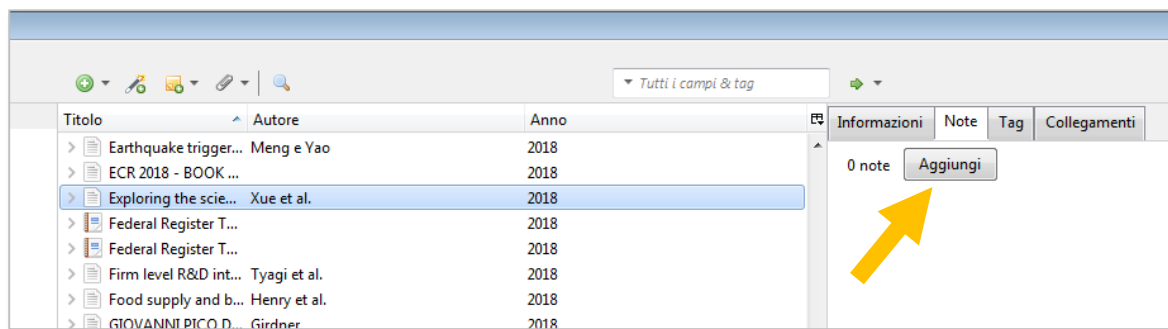 Tutti i campi & tag
Titolo Autore Anno
Informazioni Note Tag Collegamenti
Earthquake trigger... Meng e Yao 2018
0 note Aggiungi
ECR 2018 - BOOK ... 2018
Exploring the scie... Xue et al. 2018
Federal Register T... 2018
Federal Register T... 2018
Firm level R&D int... Tyagi et al. 2018
Food supply and b... Henry et al. 2018
GIOVANNI PICO D... Girdner 2018